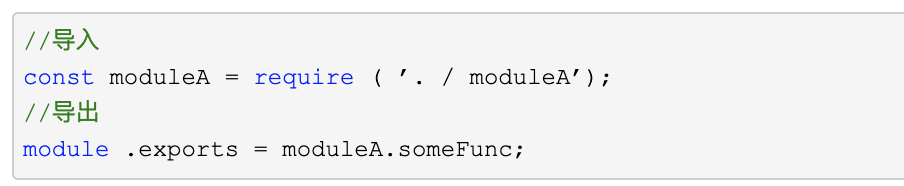 //导入
const moduleA = require ( ’. / moduleA’);
//导出
module .exports = moduleA.someFunc;